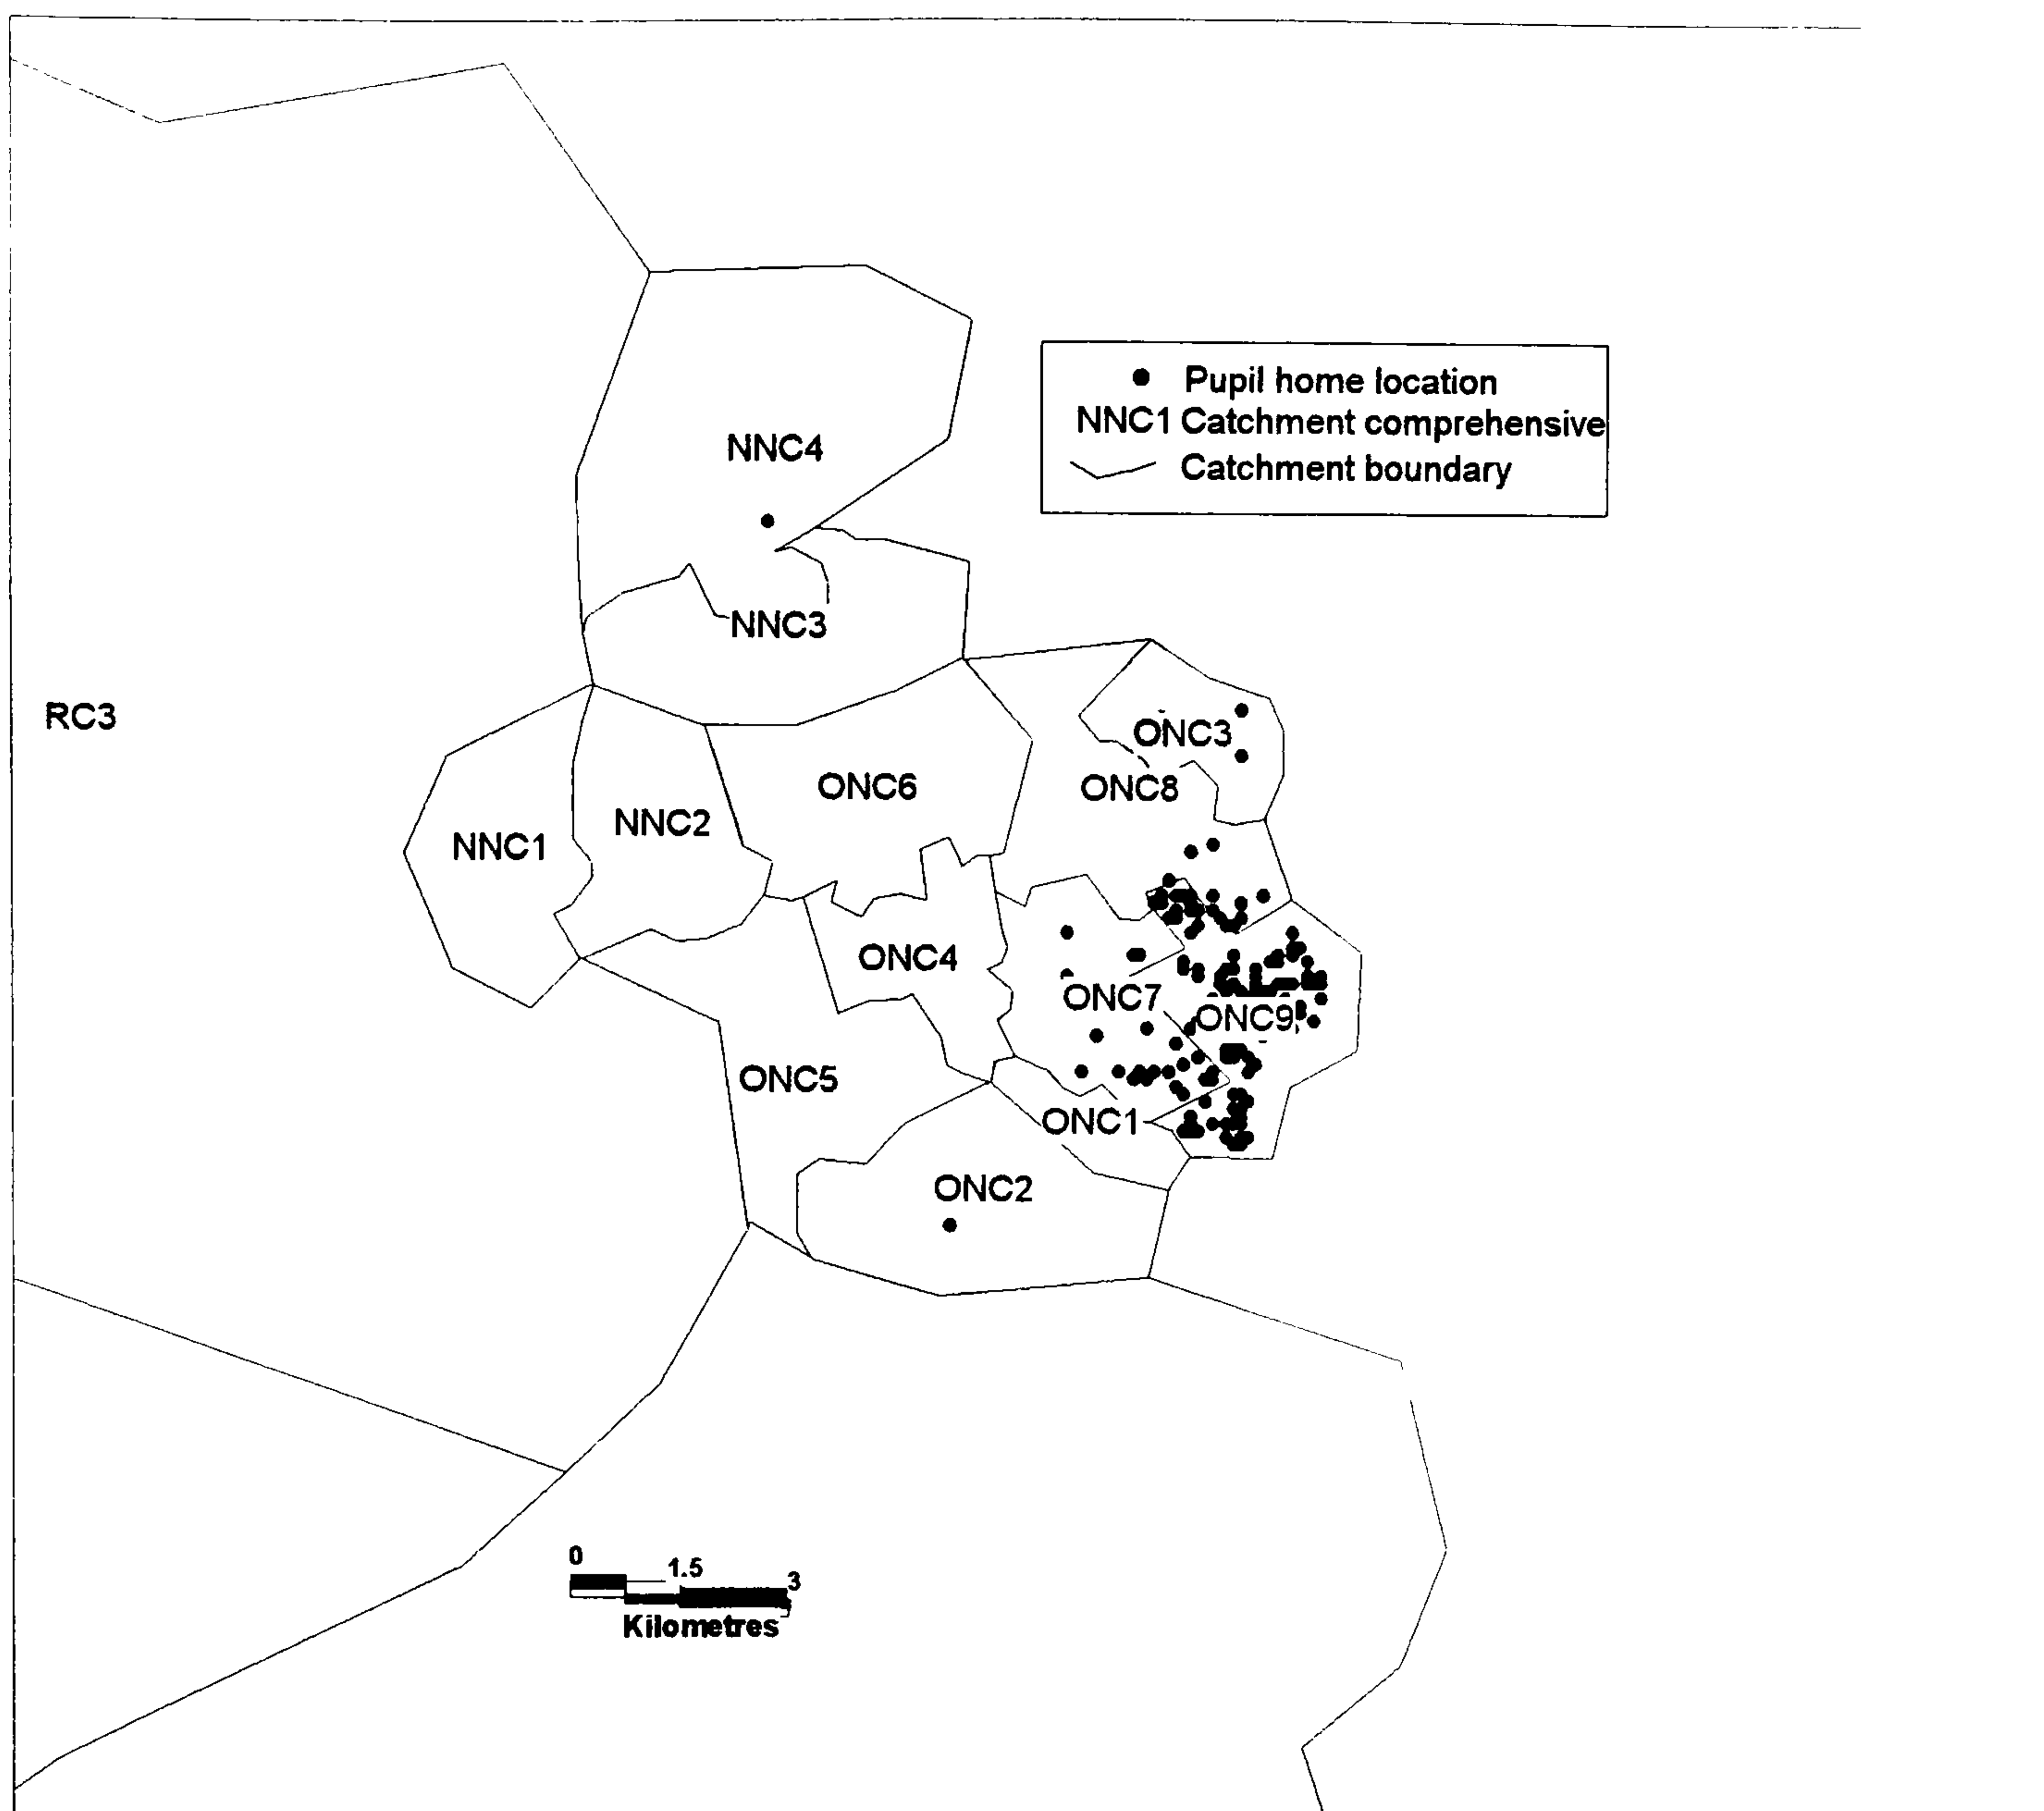 Pupil home location
NNC1 Catchment comprehensive
Catchment boundary
NNC4
NNC3
RC3
ONC3
ONC6
ONC8
NNC2
NNC1
ONC4
ONC7
ONC9
ONC5
ONC1
ONC2
0 1.5 3
Kilometres